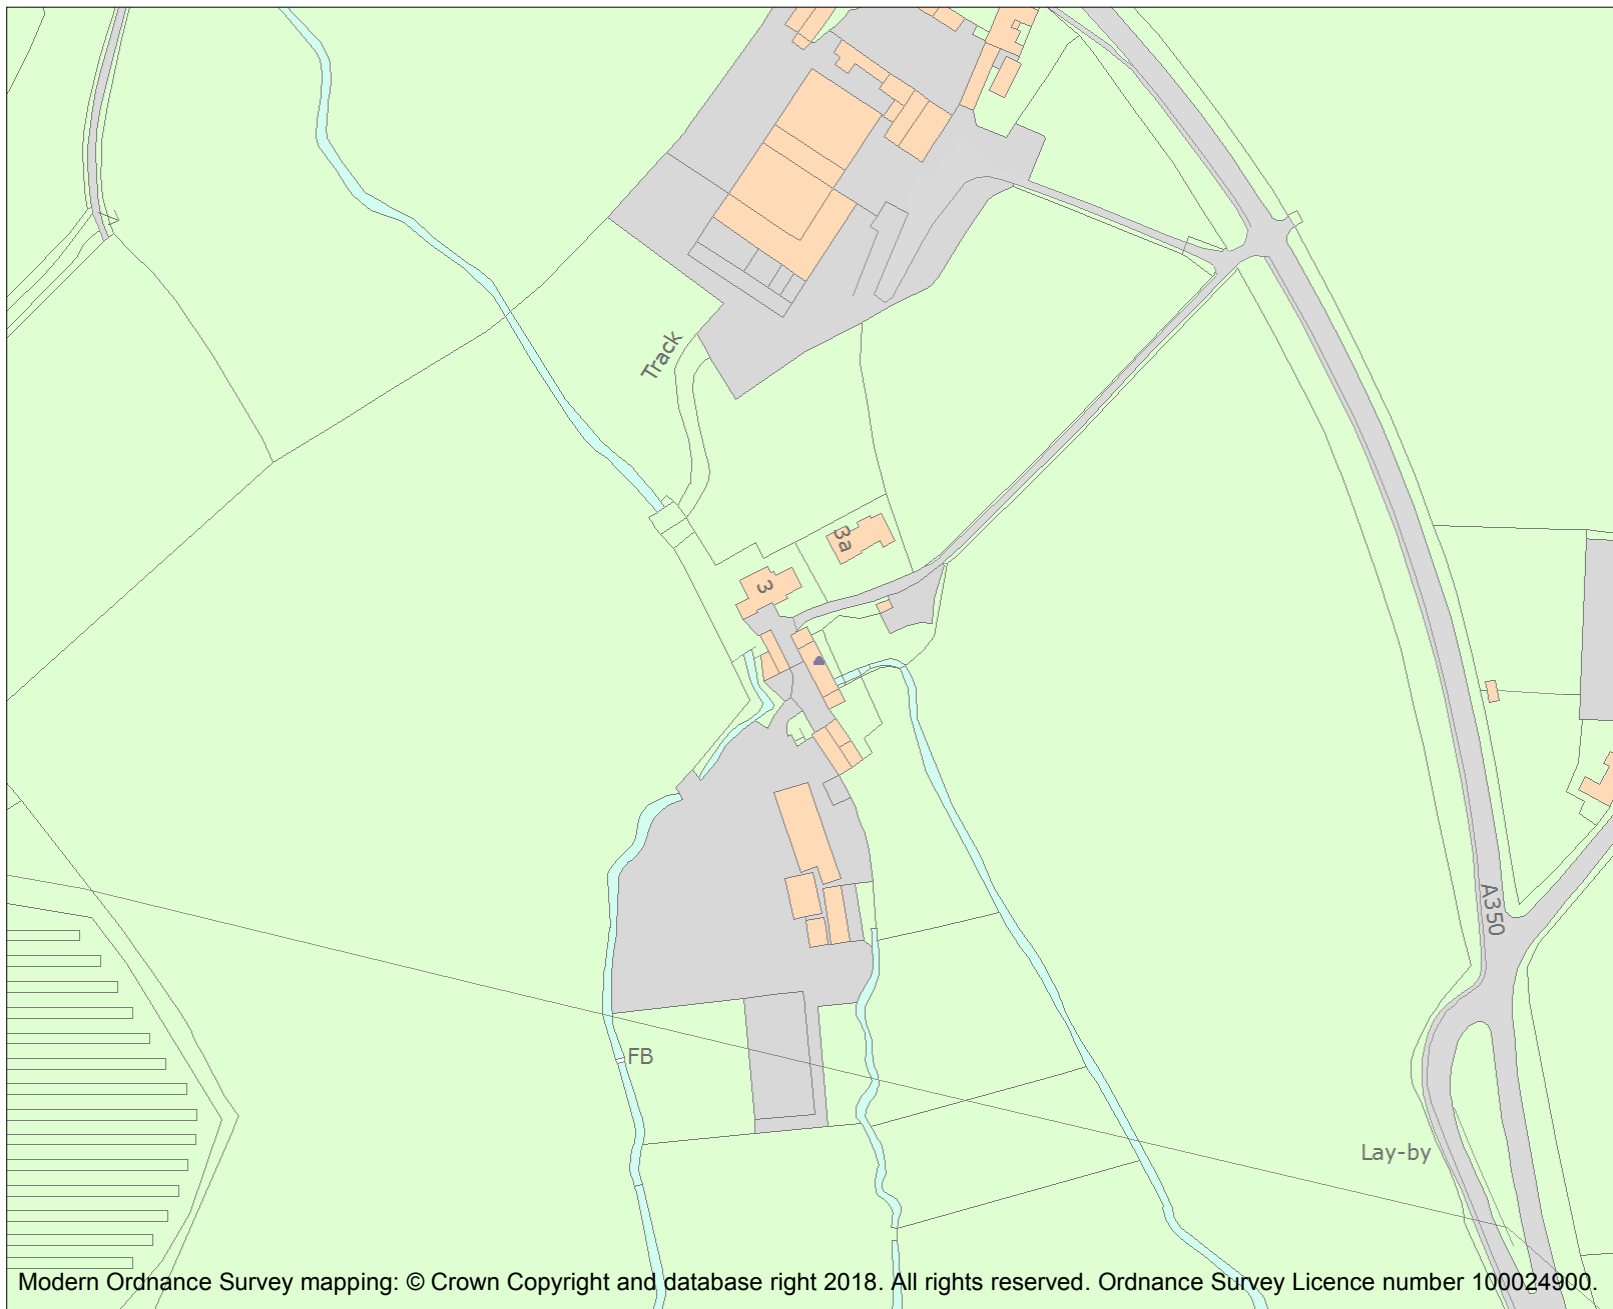 Track
3a
3
A350
FB
Lay-by
Modern Ordnance Survey mapping: © Crown Copyright and database right 2018. All rights reserved. Ordnance Survey Licence number 100024900.